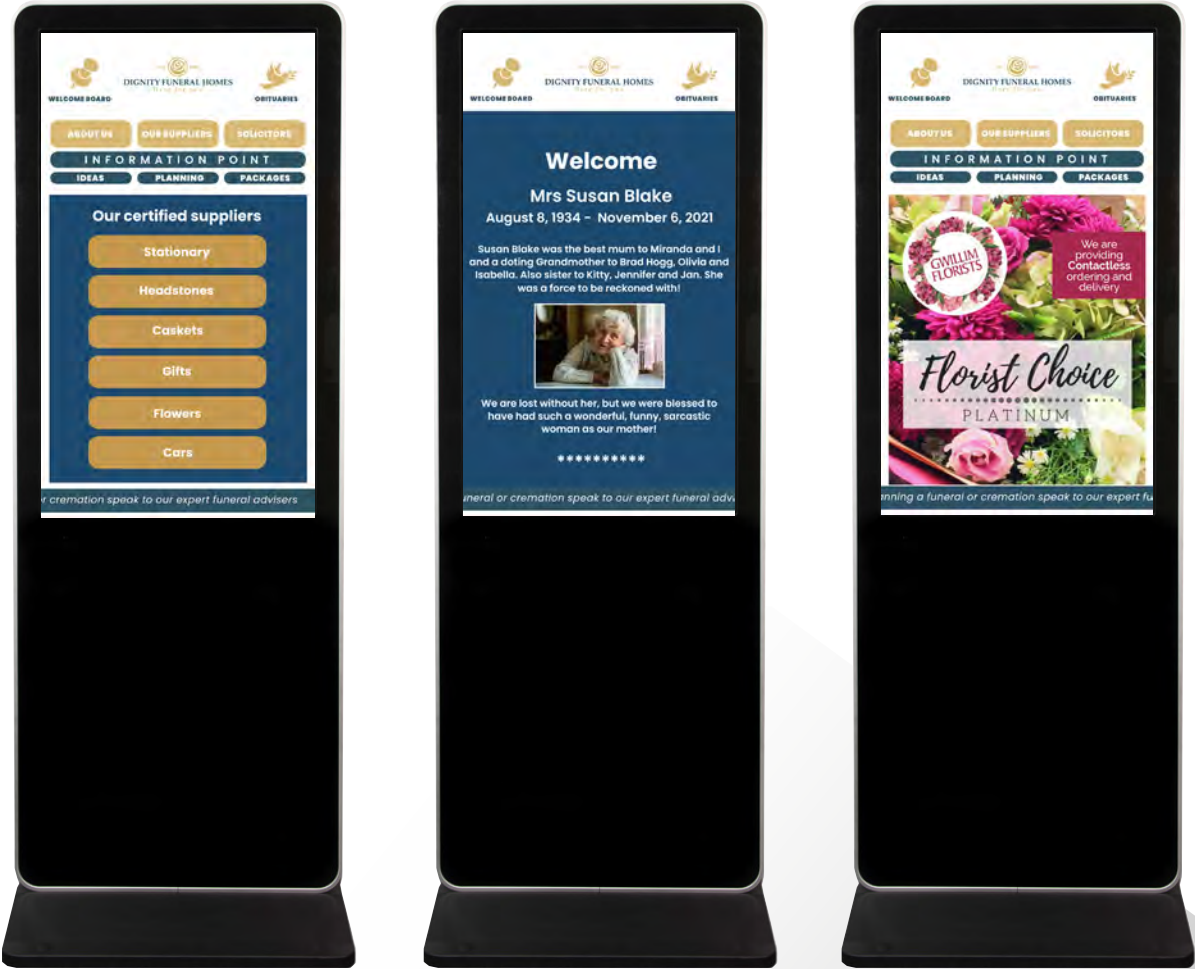 WELCOME BOARD
DIGNITY FUNERAL HOMES
OBITUARIES
ABOUT US
OUR SUPPLIERS
SOLICITORS
INFORMATION POINT
IDEAS
PLANNING
PACKAGES
Our certified suppliers
Stationary
Headstones
Caskets
Gifts
Flowers
Cars
r cremation speak to our expert funeral advisers
WELCOME BOARD
DIGNITY FUNERAL HOMES
OBITUARIES
Welcome
Mrs Susan Blake
August 8, 1934 - November 6, 2021
Susan Blake was the best mum to Miranda and I
and a doting Grandmother to Brad Hogg, Olivia and
Isabella. Also sister to Kitty, Jennifer and Jan. She
was a force to be reckoned with!
We are lost without her, but we were blessed to
have had such a wonderful, funny, sarcastic
woman as our mother!
**********
uneral or cremation speak to our expert funeral adv
WELCOME BOARD
DIGNITY FUNERAL HOMES
OBITUARIES
ABOUT US
OUR SUPPLIERS
SOLICITORS
INFORMATION POINT
IDEAS
PLANNING
PACKAGES
GWILLIM
FLORISTS
We are
providing
Contactless
ordering and
delivery
Florist Choice
PLATINUM
anning a funeral or cremation speak to our expert fu